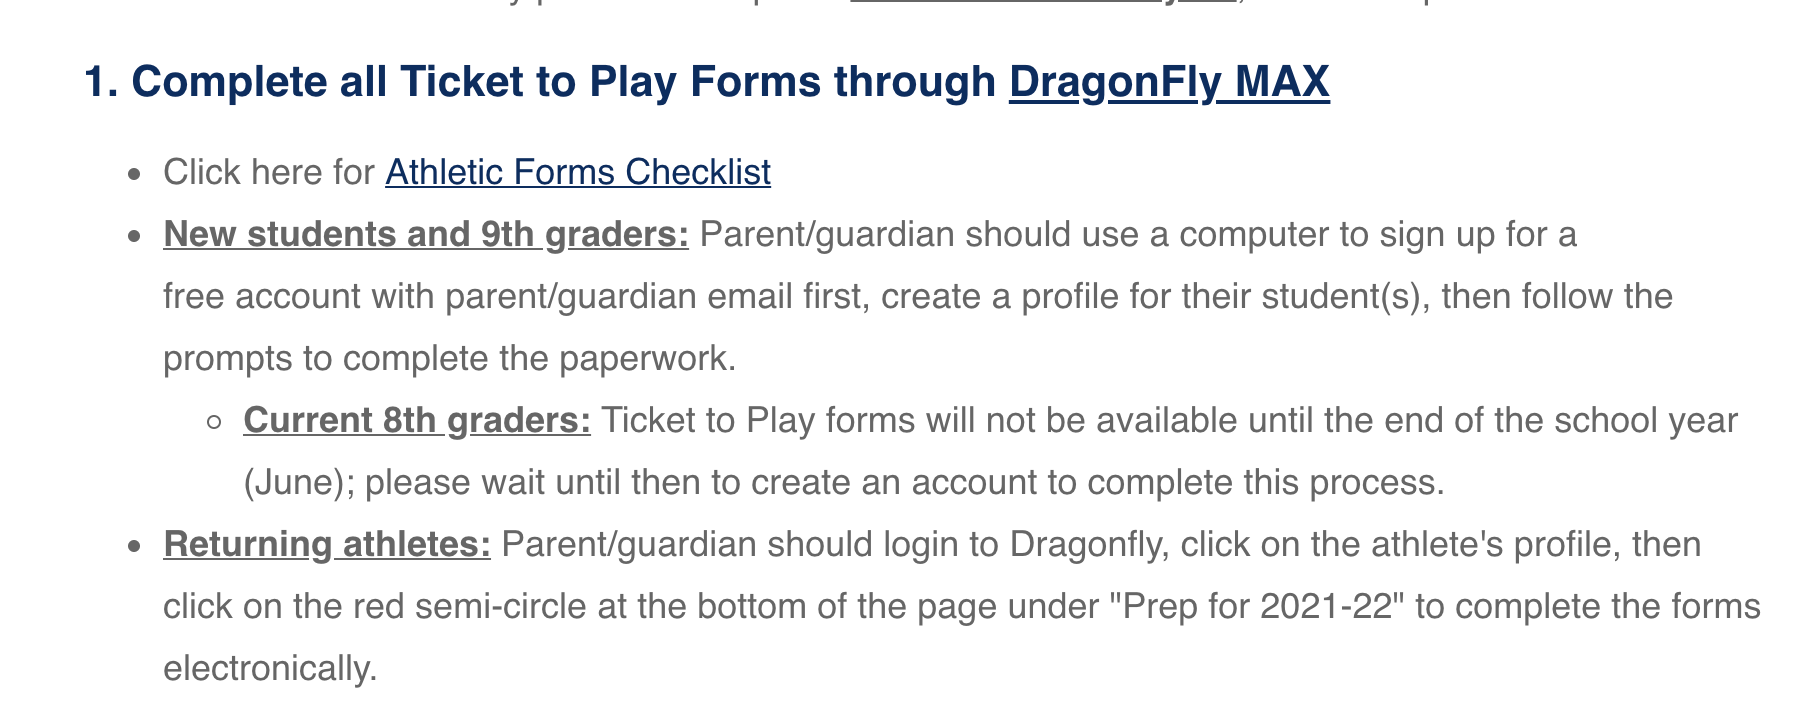 1. Complete all Ticket to Play Forms through DragonFly MAX
• Click here for Athletic Forms Checklist
• New students and 9th graders: Parent/guardian should use a computer to sign up for a
free account with parent/guardian email first, create a profile for their student(s), then follow the
prompts to complete the paperwork.
○ Current 8th graders: Ticket to Play forms will not be available until the end of the school year
(June); please wait until then to create an account to complete this process.
• Returning athletes: Parent/guardian should login to Dragonfly, click on the athlete's profile, then
click on the red semi-circle at the bottom of the page under "Prep for 2021-22" to complete the forms
electronically.